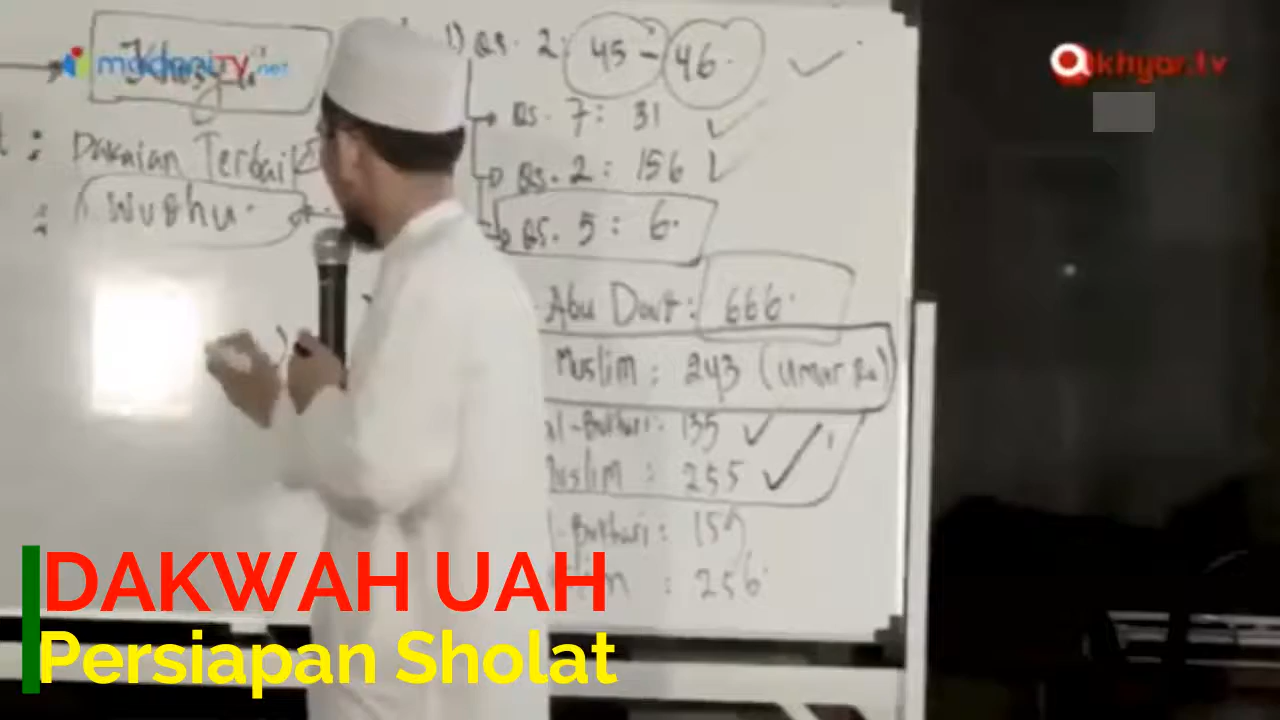 madanitv.net
Akhyar.tv
1) QS. 2: 45 - 46.
QS. 7: 31
: Pakaian Terbaik
QS. 2: 156
: Wudhu.
QS. 5: 6.
Abu Daud: 666.
Muslim: 243 (Umar Ra)
al-Bukhari: 135
Muslim: 255
al-Bukhari: 159
: 256.
DAKWAH UAH
Persiapan Sholat